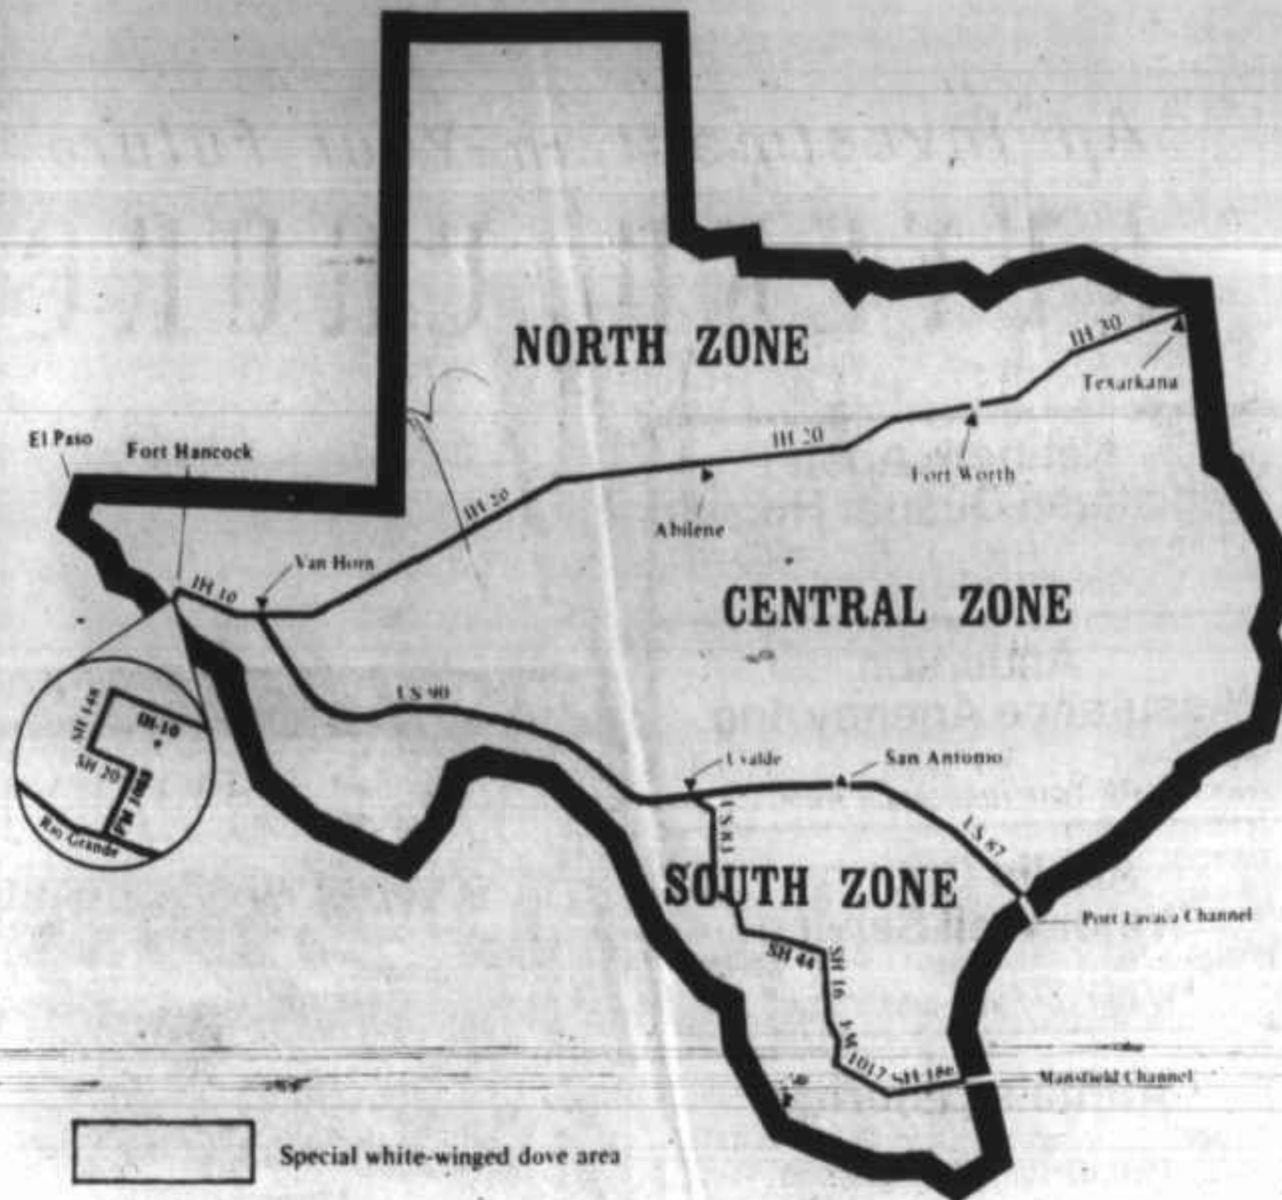 NORTH ZONE
IH 30
Texarkana
El Paso
Fort Hancock
IH 20
Fort Worth
IH 20
Abilene
Van Horn
IH 10
CENTRAL ZONE
SH 148
IH-10
SH 20
FM 1088
Rio Grande
US 90
Uvalde
San Antonio
US 83
US 87
SOUTH ZONE
Port Lavaca Channel
SH 44
SH 16
FM 1017
SH 186
Mansfield Channel
Special white-winged dove area